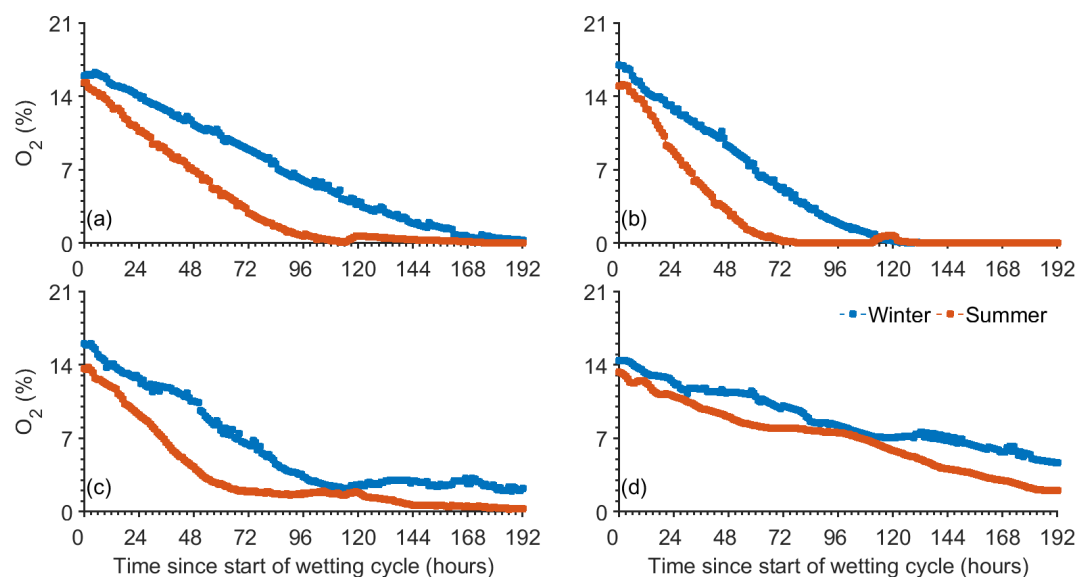 21
14
7
0
O2 (%)
(a)
24 48 72 96 120 144 168 192
21
14
7
0
(b)
24 48 72 96 120 144 168 192
21
14
7
0
O2 (%)
(c)
0 24 48 72 96 120 144 168 192
Time since start of wetting cycle (hours)
21
14
7
0
Winter Summer
(d)
0 24 48 72 96 120 144 168 192
Time since start of wetting cycle (hours)